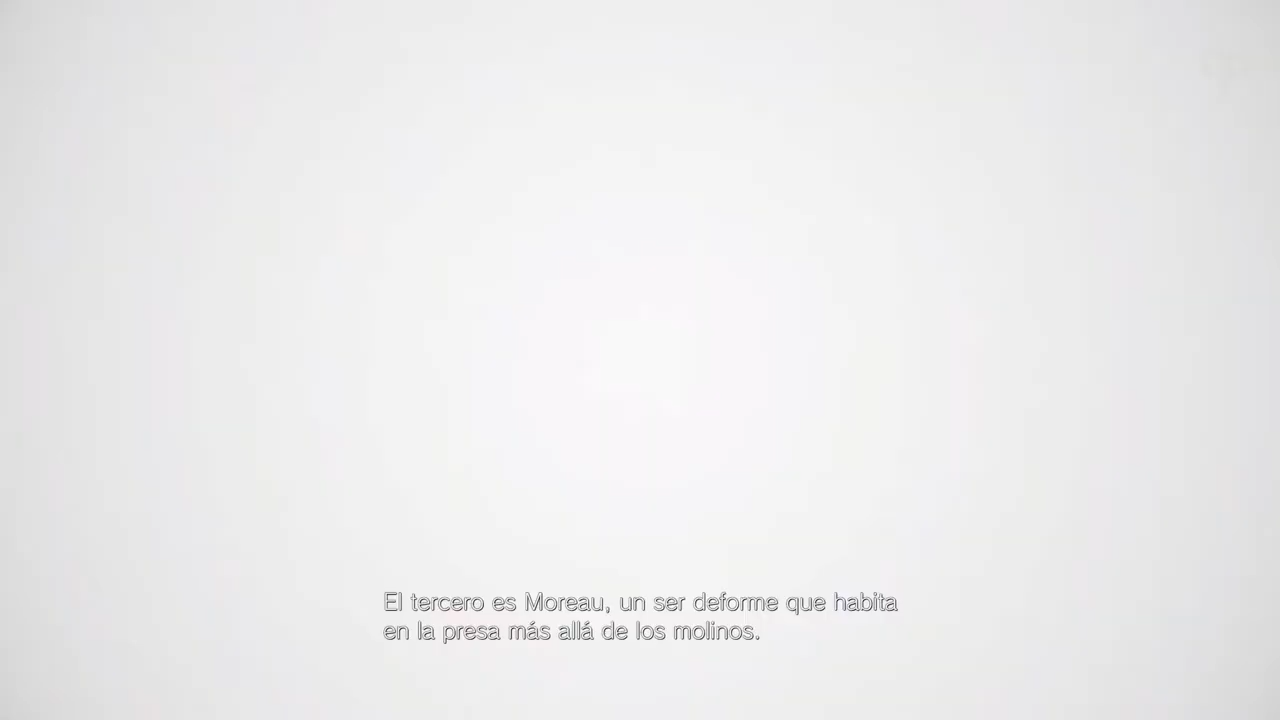 El tercero es Moreau, un ser deforme que habita
en la presa más allá de los molinos.